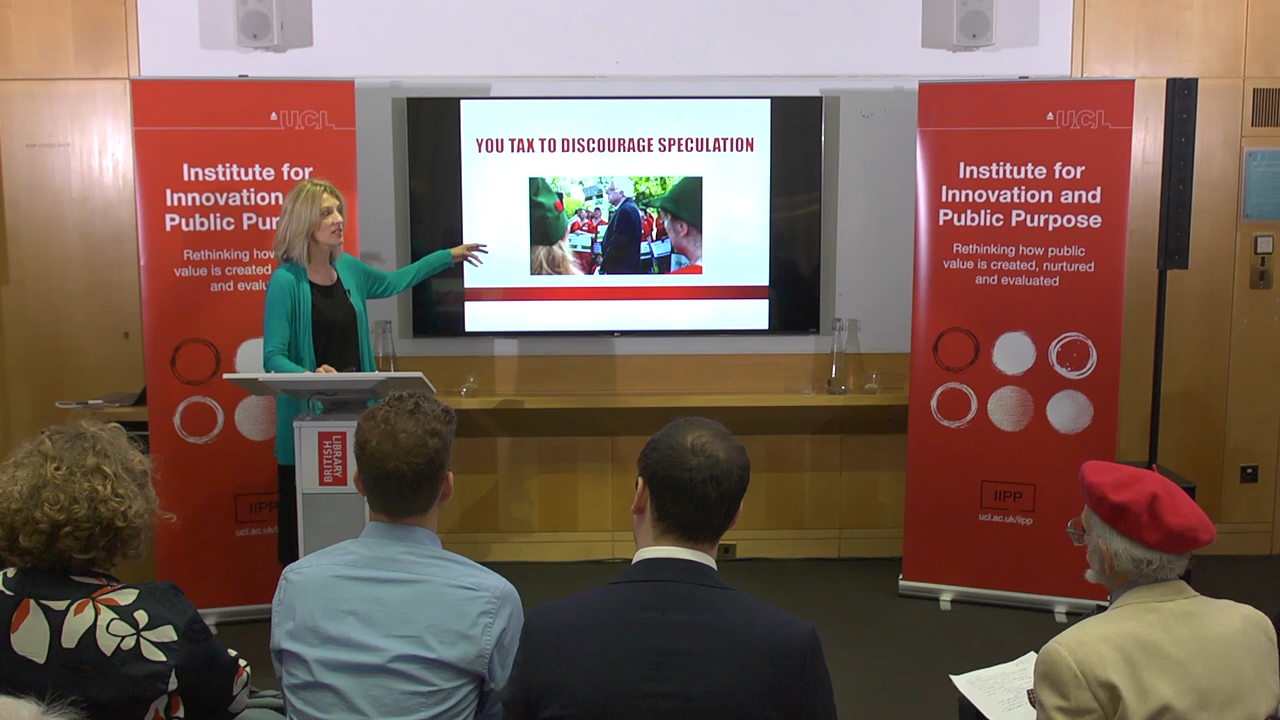 UCL
Institute for
Innovation
Public Pur
Rethinking how
value is created
and evalu
IIPP
ucl.ac.uk/i
YOU TAX TO DISCOURAGE SPECULATION
BRITISH
LIBRARY
UCL
Institute for
Innovation and
Public Purpose
Rethinking how public
value is created, nurtured
and evaluated
IIPP
ucl.ac.uk/iipp